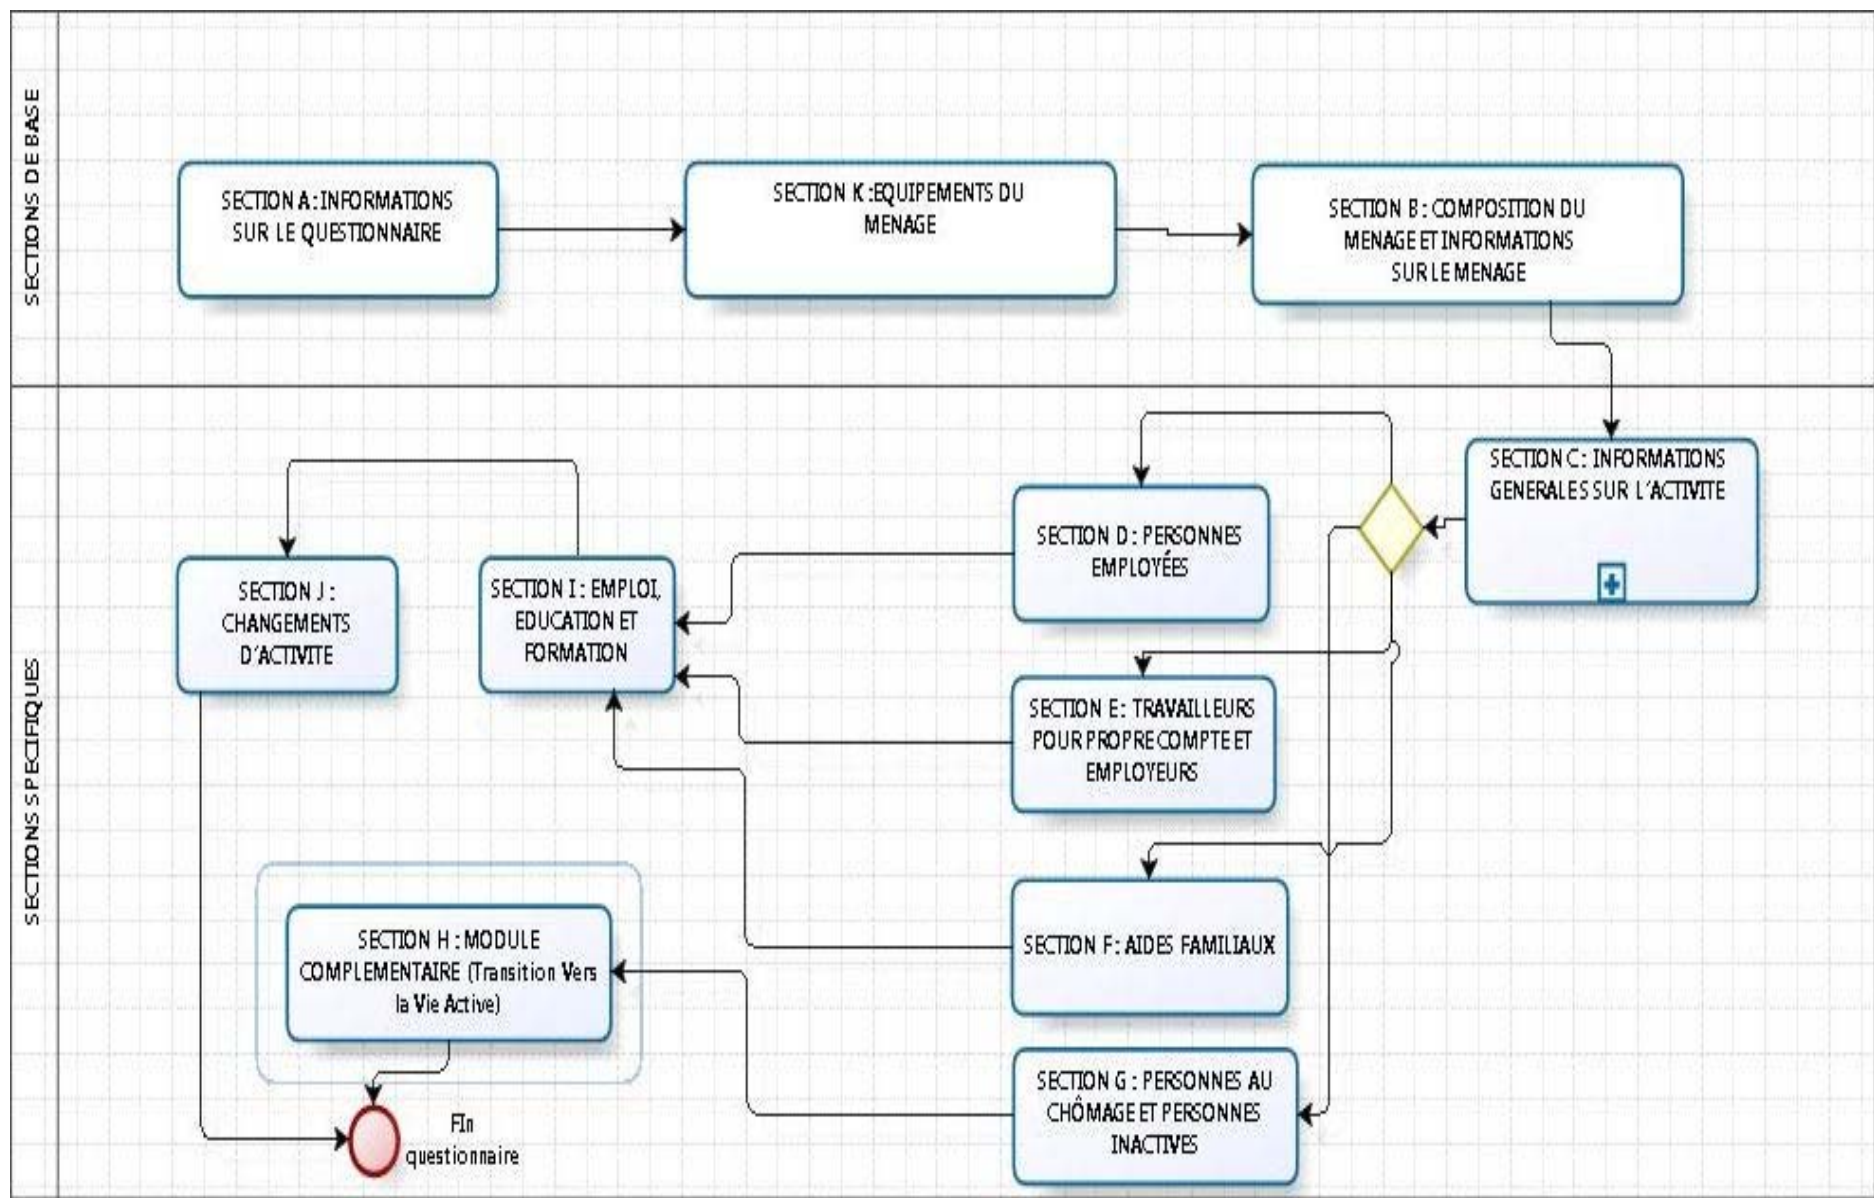 SECTIONS DE BASE
SECTION A : INFORMATIONS
SUR LE QUESTIONNAIRE
SECTION K :EQUIPEMENTS DU
MENAGE
SECTION B : COMPOSITION DU
MENAGE ET INFORMATIONS
SUR LE MENAGE
SECTIONS SPECIFIQUES
SECTION C : INFORMATIONS
GENERALES SUR L´ACTIVITE
SECTION D : PERSONNES
EMPLOYÉES
SECTION J :
CHANGEMENTS
D´ACTIVITE
SECTION I : EMPLOI,
EDUCATION ET
FORMATION
SECTION E : TRAVAILLEURS
POUR PROPRE COMPTE ET
EMPLOYEURS
SECTION F : AIDES FAMILIAUX
SECTION H : MODULE
COMPLEMENTAIRE (Transition Vers
la Vie Active)
SECTION G : PERSONNES AU
CHÔMAGE ET PERSONNES
INACTIVES
FIn
questionnaire